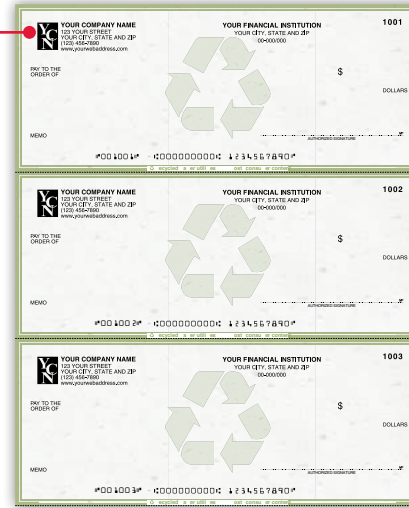 YCN
YOUR COMPANY NAME
123 YOUR STREET
YOUR CITY, STATE AND ZIP
(123) 456-7890
www.yourwebaddress.com
YOUR FINANCIAL INSTITUTION
YOUR CITY, STATE AND ZIP
00-000/000
1001
PAY TO THE
ORDER OF
$
DOLLARS
MEMO
AUTHORIZED SIGNATURE
⑈001001⑈ ⑆000000000⑆ 1234567890⑈
YCN
YOUR COMPANY NAME
123 YOUR STREET
YOUR CITY, STATE AND ZIP
(123) 456-7890
www.yourwebaddress.com
YOUR FINANCIAL INSTITUTION
YOUR CITY, STATE AND ZIP
00-000/000
1002
PAY TO THE
ORDER OF
$
DOLLARS
MEMO
AUTHORIZED SIGNATURE
⑈001002⑈ ⑆000000000⑆ 1234567890⑈
YCN
YOUR COMPANY NAME
123 YOUR STREET
YOUR CITY, STATE AND ZIP
(123) 456-7890
www.yourwebaddress.com
YOUR FINANCIAL INSTITUTION
YOUR CITY, STATE AND ZIP
00-000/000
1003
PAY TO THE
ORDER OF
$
DOLLARS
MEMO
AUTHORIZED SIGNATURE
⑈001003⑈ ⑆000000000⑆ 1234567890⑈